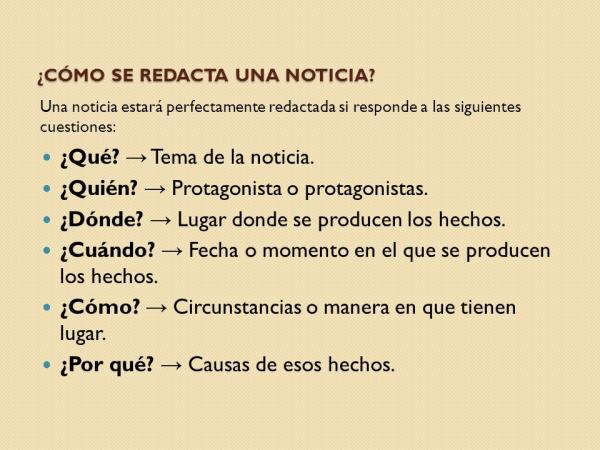 ¿CÓMO SE REDACTA UNA NOTICIA?
Una noticia estará perfectamente redactada si responde a las siguientes
cuestiones:
• ¿Qué? → Tema de la noticia.
• ¿Quién? → Protagonista o protagonistas.
• ¿Dónde? → Lugar donde se producen los hechos.
• ¿Cuándo? → Fecha o momento en el que se producen
los hechos.
• ¿Cómo? → Circunstancias o manera en que tienen
lugar.
• ¿Por qué? → Causas de esos hechos.